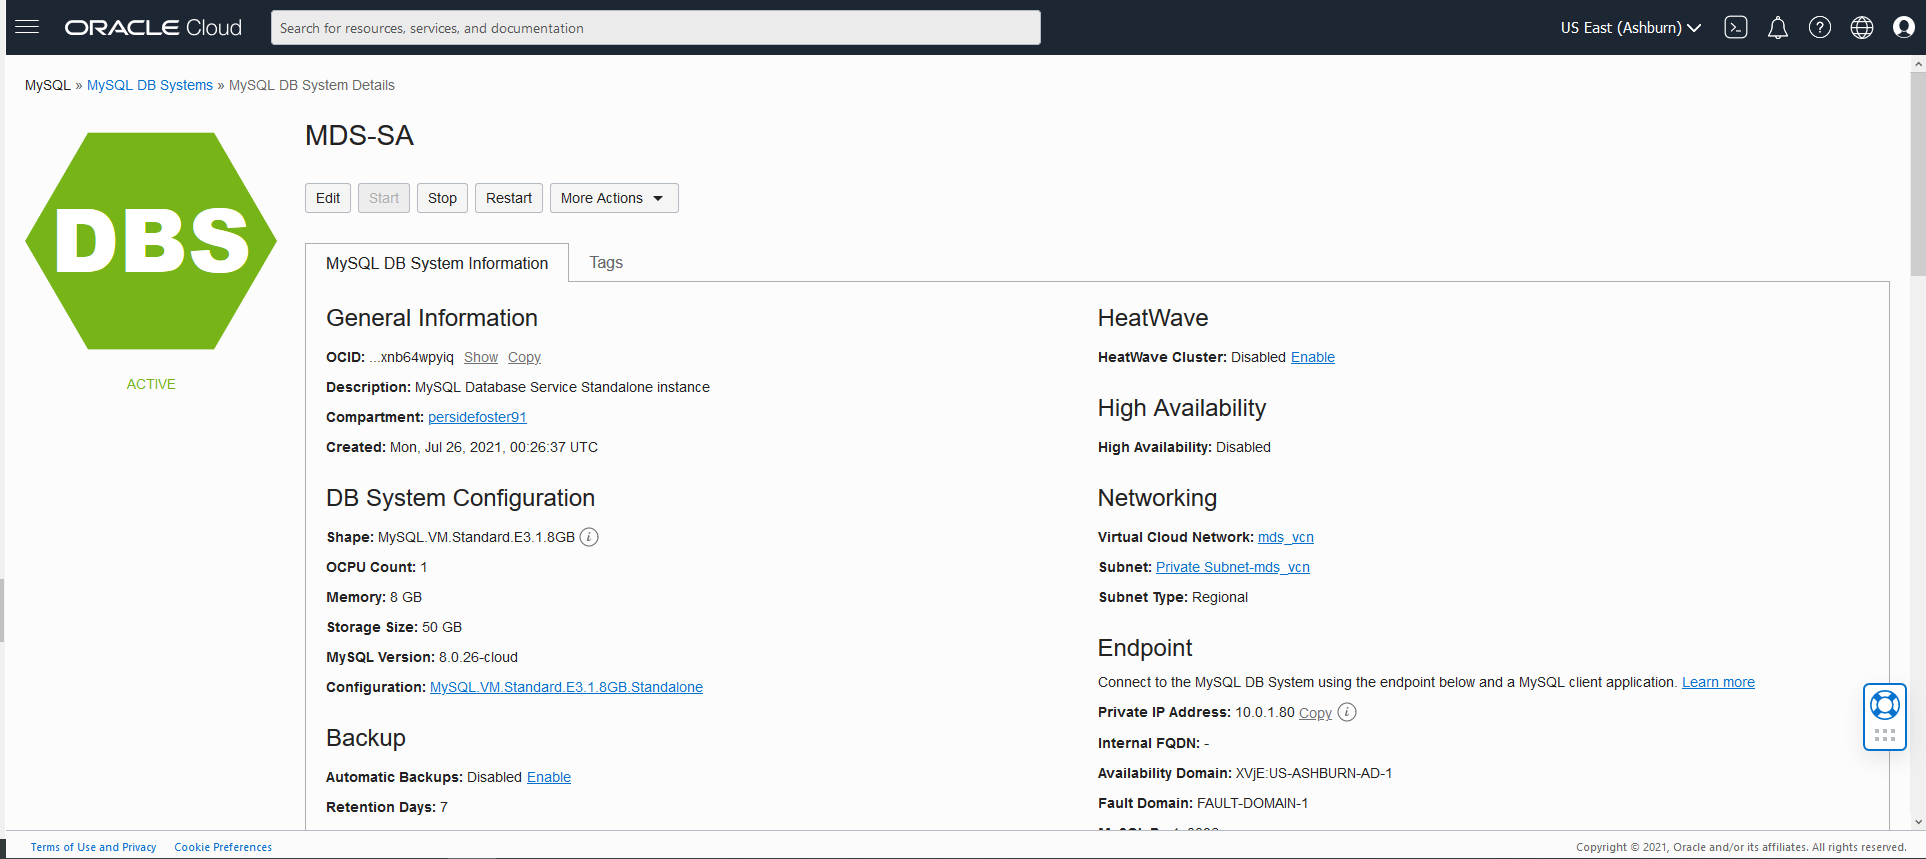 ORACLE Cloud
Search for resources, services, and documentation
US East (Ashburn)
MySQL » MySQL DB Systems » MySQL DB System Details
DBS
ACTIVE
MDS-SA
Edit Start Stop Restart More Actions
MySQL DB System Information Tags
General Information
OCID: ...xnb64wpyiq Show Copy
Description: MySQL Database Service Standalone instance
Compartment: persidefoster91
Created: Mon, Jul 26, 2021, 00:26:37 UTC
DB System Configuration
Shape: MySQL.VM.Standard.E3.1.8GB
OCPU Count: 1
Memory: 8 GB
Storage Size: 50 GB
MySQL Version: 8.0.26-cloud
Configuration: MySQL.VM.Standard.E3.1.8GB.Standalone
Backup
Automatic Backups: Disabled Enable
Retention Days: 7
HeatWave
HeatWave Cluster: Disabled Enable
High Availability
High Availability: Disabled
Networking
Virtual Cloud Network: mds_vcn
Subnet: Private Subnet-mds_vcn
Subnet Type: Regional
Endpoint
Connect to the MySQL DB System using the endpoint below and a MySQL client application. Learn more
Private IP Address: 10.0.1.80 Copy
Internal FQDN: -
Availability Domain: XVjE:US-ASHBURN-AD-1
Fault Domain: FAULT-DOMAIN-1
Terms of Use and Privacy Cookie Preferences
Copyright © 2021, Oracle and/or its affiliates. All rights reserved.